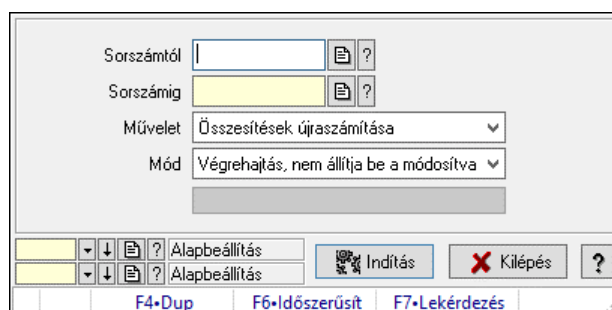 Sorszámtól ?
Sorszámig ?
Művelet Összesítések újraszámítása
Mód Végrehajtás, nem állítja be a módosítva
? Alapbeállítás
? Alapbeállítás
Indítás Kilépés ?
F4•Dup F6•Időszerűsít F7•Lekérdezés